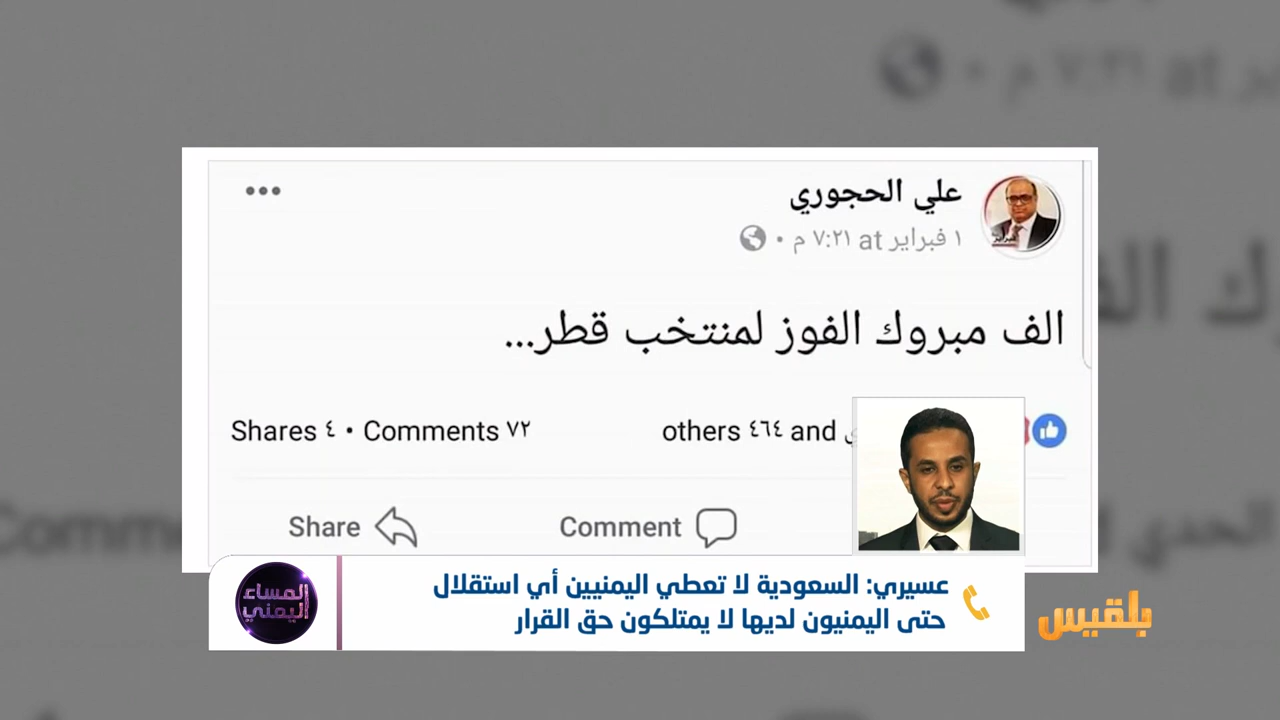 علي الحجوري
١ فبراير at ٧:٢١ م
الف مبروك الفوز لمنتخب قطر...
others ٤٦٤ and
Shares ٤ • Comments ٧٢
Comment
Share
عسيري: السعودية لا تعطي اليمنيين أي استقلال
حتى اليمنيون لديها لا يمتلكون حق القرار
المساء
اليمني
بلقيس